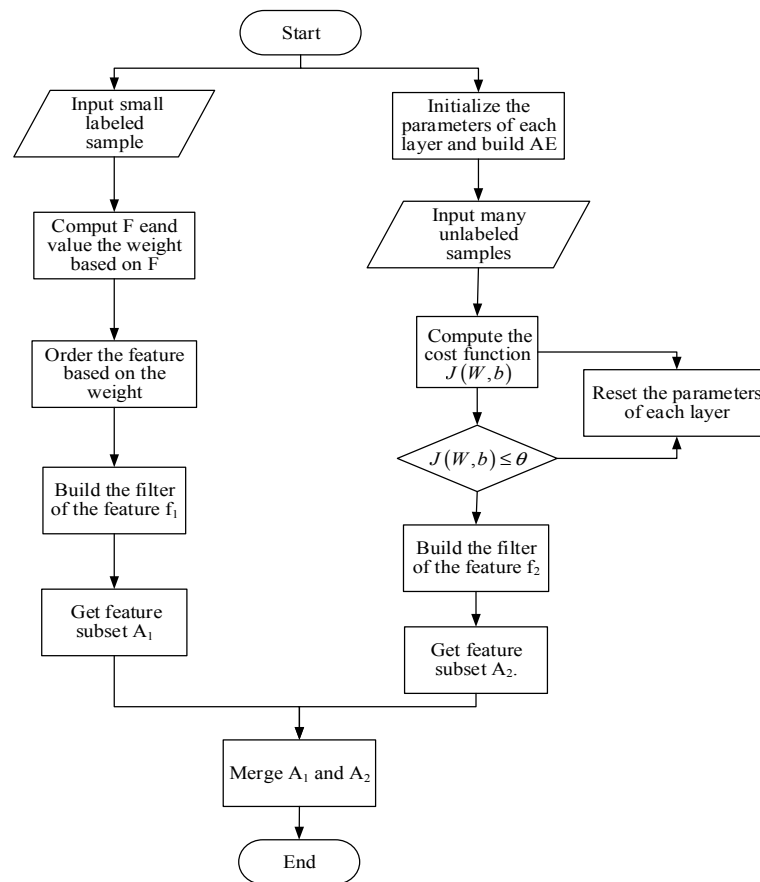 Start
Input small
labeled
sample
Comput F eand
value the weight
based on F
Order the feature
based on the
weight
Build the filter
of the feature f₁
Get feature
subset A₁
Initialize the
parameters of each
layer and build AE
Input many
unlabeled
samples
Compute the
cost function
J(W,b)
Reset the parameters
of each layer
J(W,b)≤θ
Build the filter
of the feature f₂
Get feature
subset A₂.
Merge A₁ and A₂
End